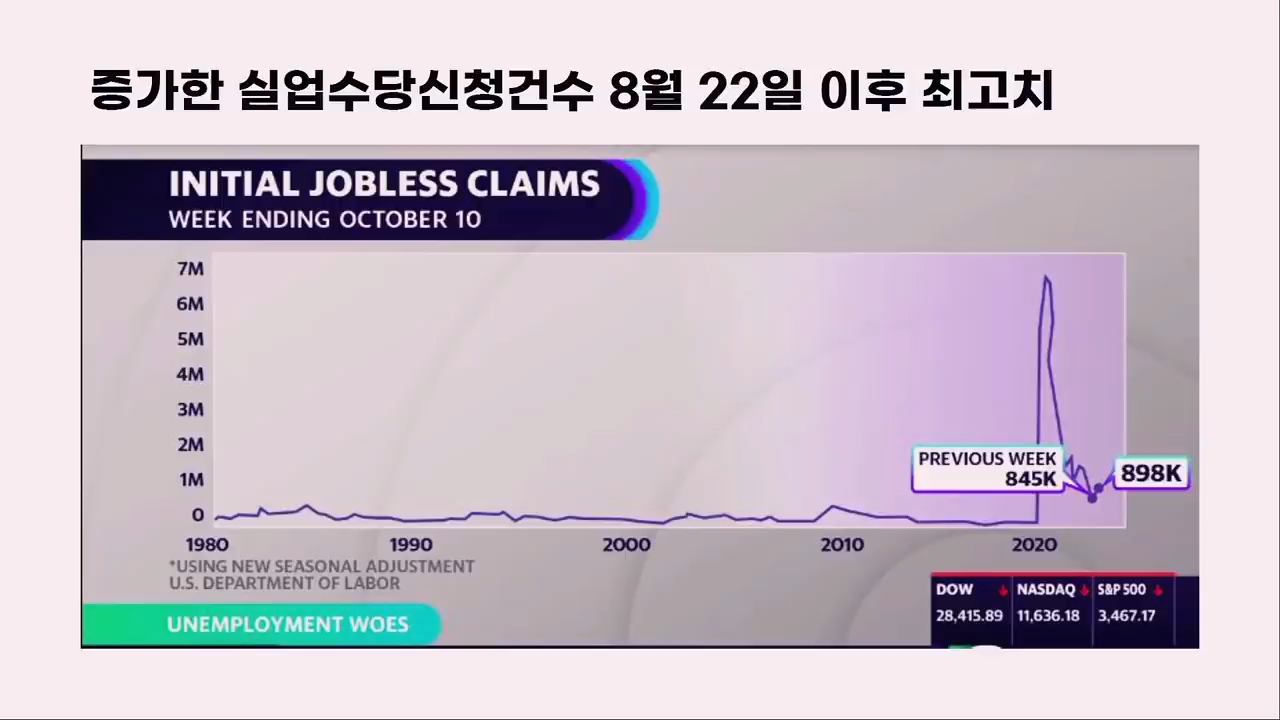 증가한 실업수당신청건수 8월 22일 이후 최고치
INITIAL JOBLESS CLAIMS
WEEK ENDING OCTOBER 10
7M
6M
5M
4M
3M
2M
1M
0
PREVIOUS WEEK
845K
898K
1980 1990 2000 2010 2020
*USING NEW SEASONAL ADJUSTMENT
U.S. DEPARTMENT OF LABOR
UNEMPLOYMENT WOES
DOW NASDAQ S&P 500
28,415.89 11,636.18 3,467.17